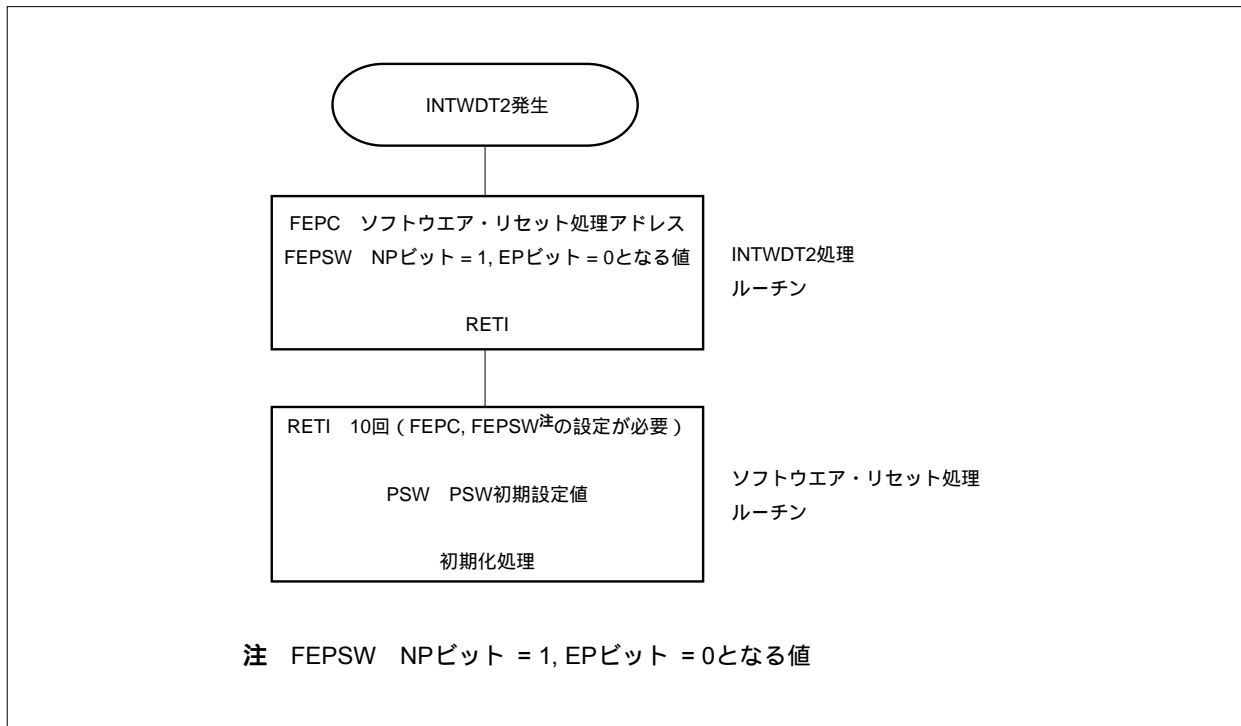 INTWDT2発生
FEPC　ソフトウエア・リセット処理アドレス
FEPSW　NPビット = 1, EPビット = 0となる値
RETI
INTWDT2処理
ルーチン
RETI　10回（FEPC, FEPSW注の設定が必要）
PSW　PSW初期設定値
初期化処理
ソフトウエア・リセット処理
ルーチン
注　FEPSW　NPビット = 1, EPビット = 0となる値